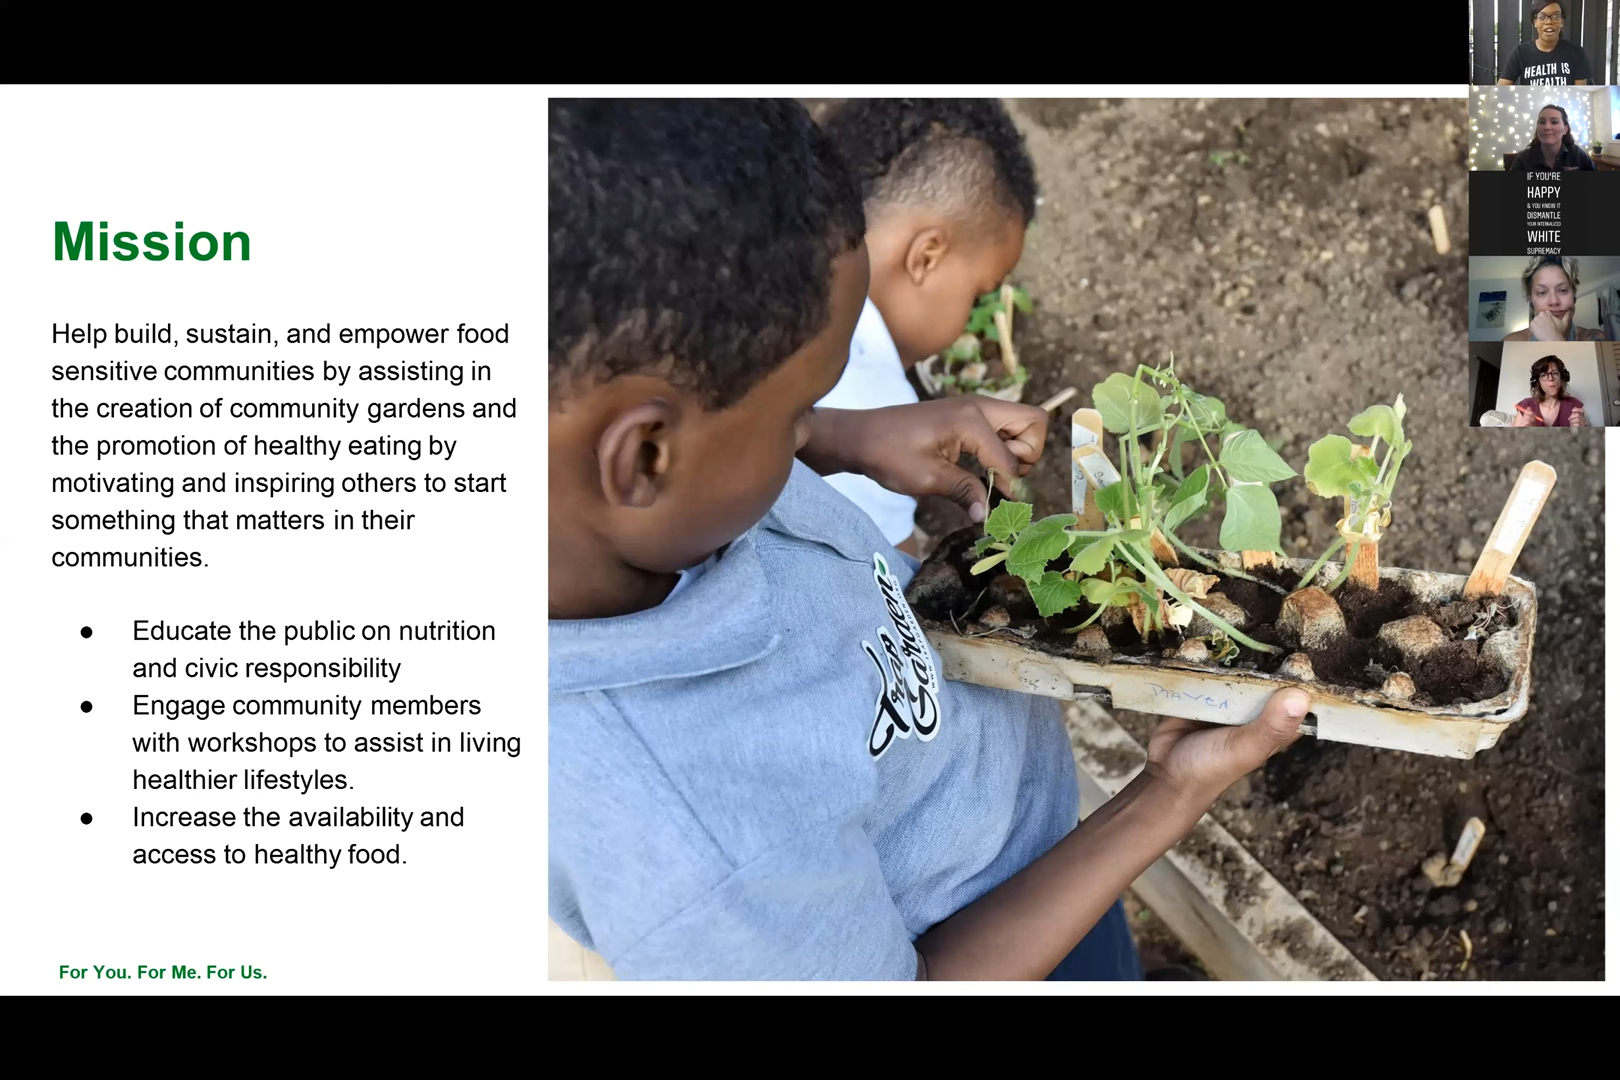 Mission
Help build, sustain, and empower food
sensitive communities by assisting in
the creation of community gardens and
the promotion of healthy eating by
motivating and inspiring others to start
something that matters in their
communities.
● Educate the public on nutrition
and civic responsibility
● Engage community members
with workshops to assist in living
healthier lifestyles.
● Increase the availability and
access to healthy food.
For You. For Me. For Us.
Trap
Garden
HEALTH IS
WEALTH
IF YOU'RE
HAPPY
& YOU KNOW IT
DISMANTLE
YOUR INTERNALIZED
WHITE
SUPREMACY